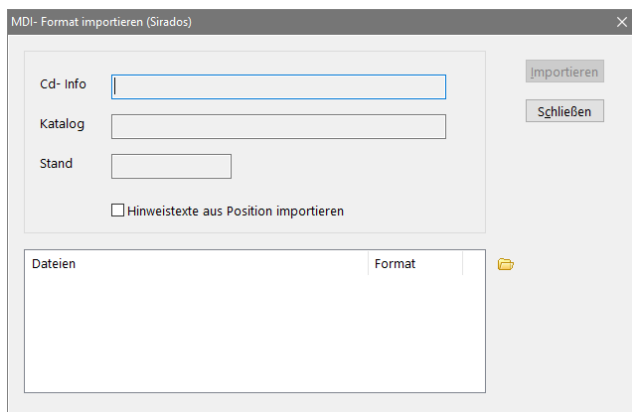 MDI- Format importieren (Sirados)
Importieren
Cd- Info
Schließen
Katalog
Stand
Hinweistexte aus Position importieren
Dateien Format